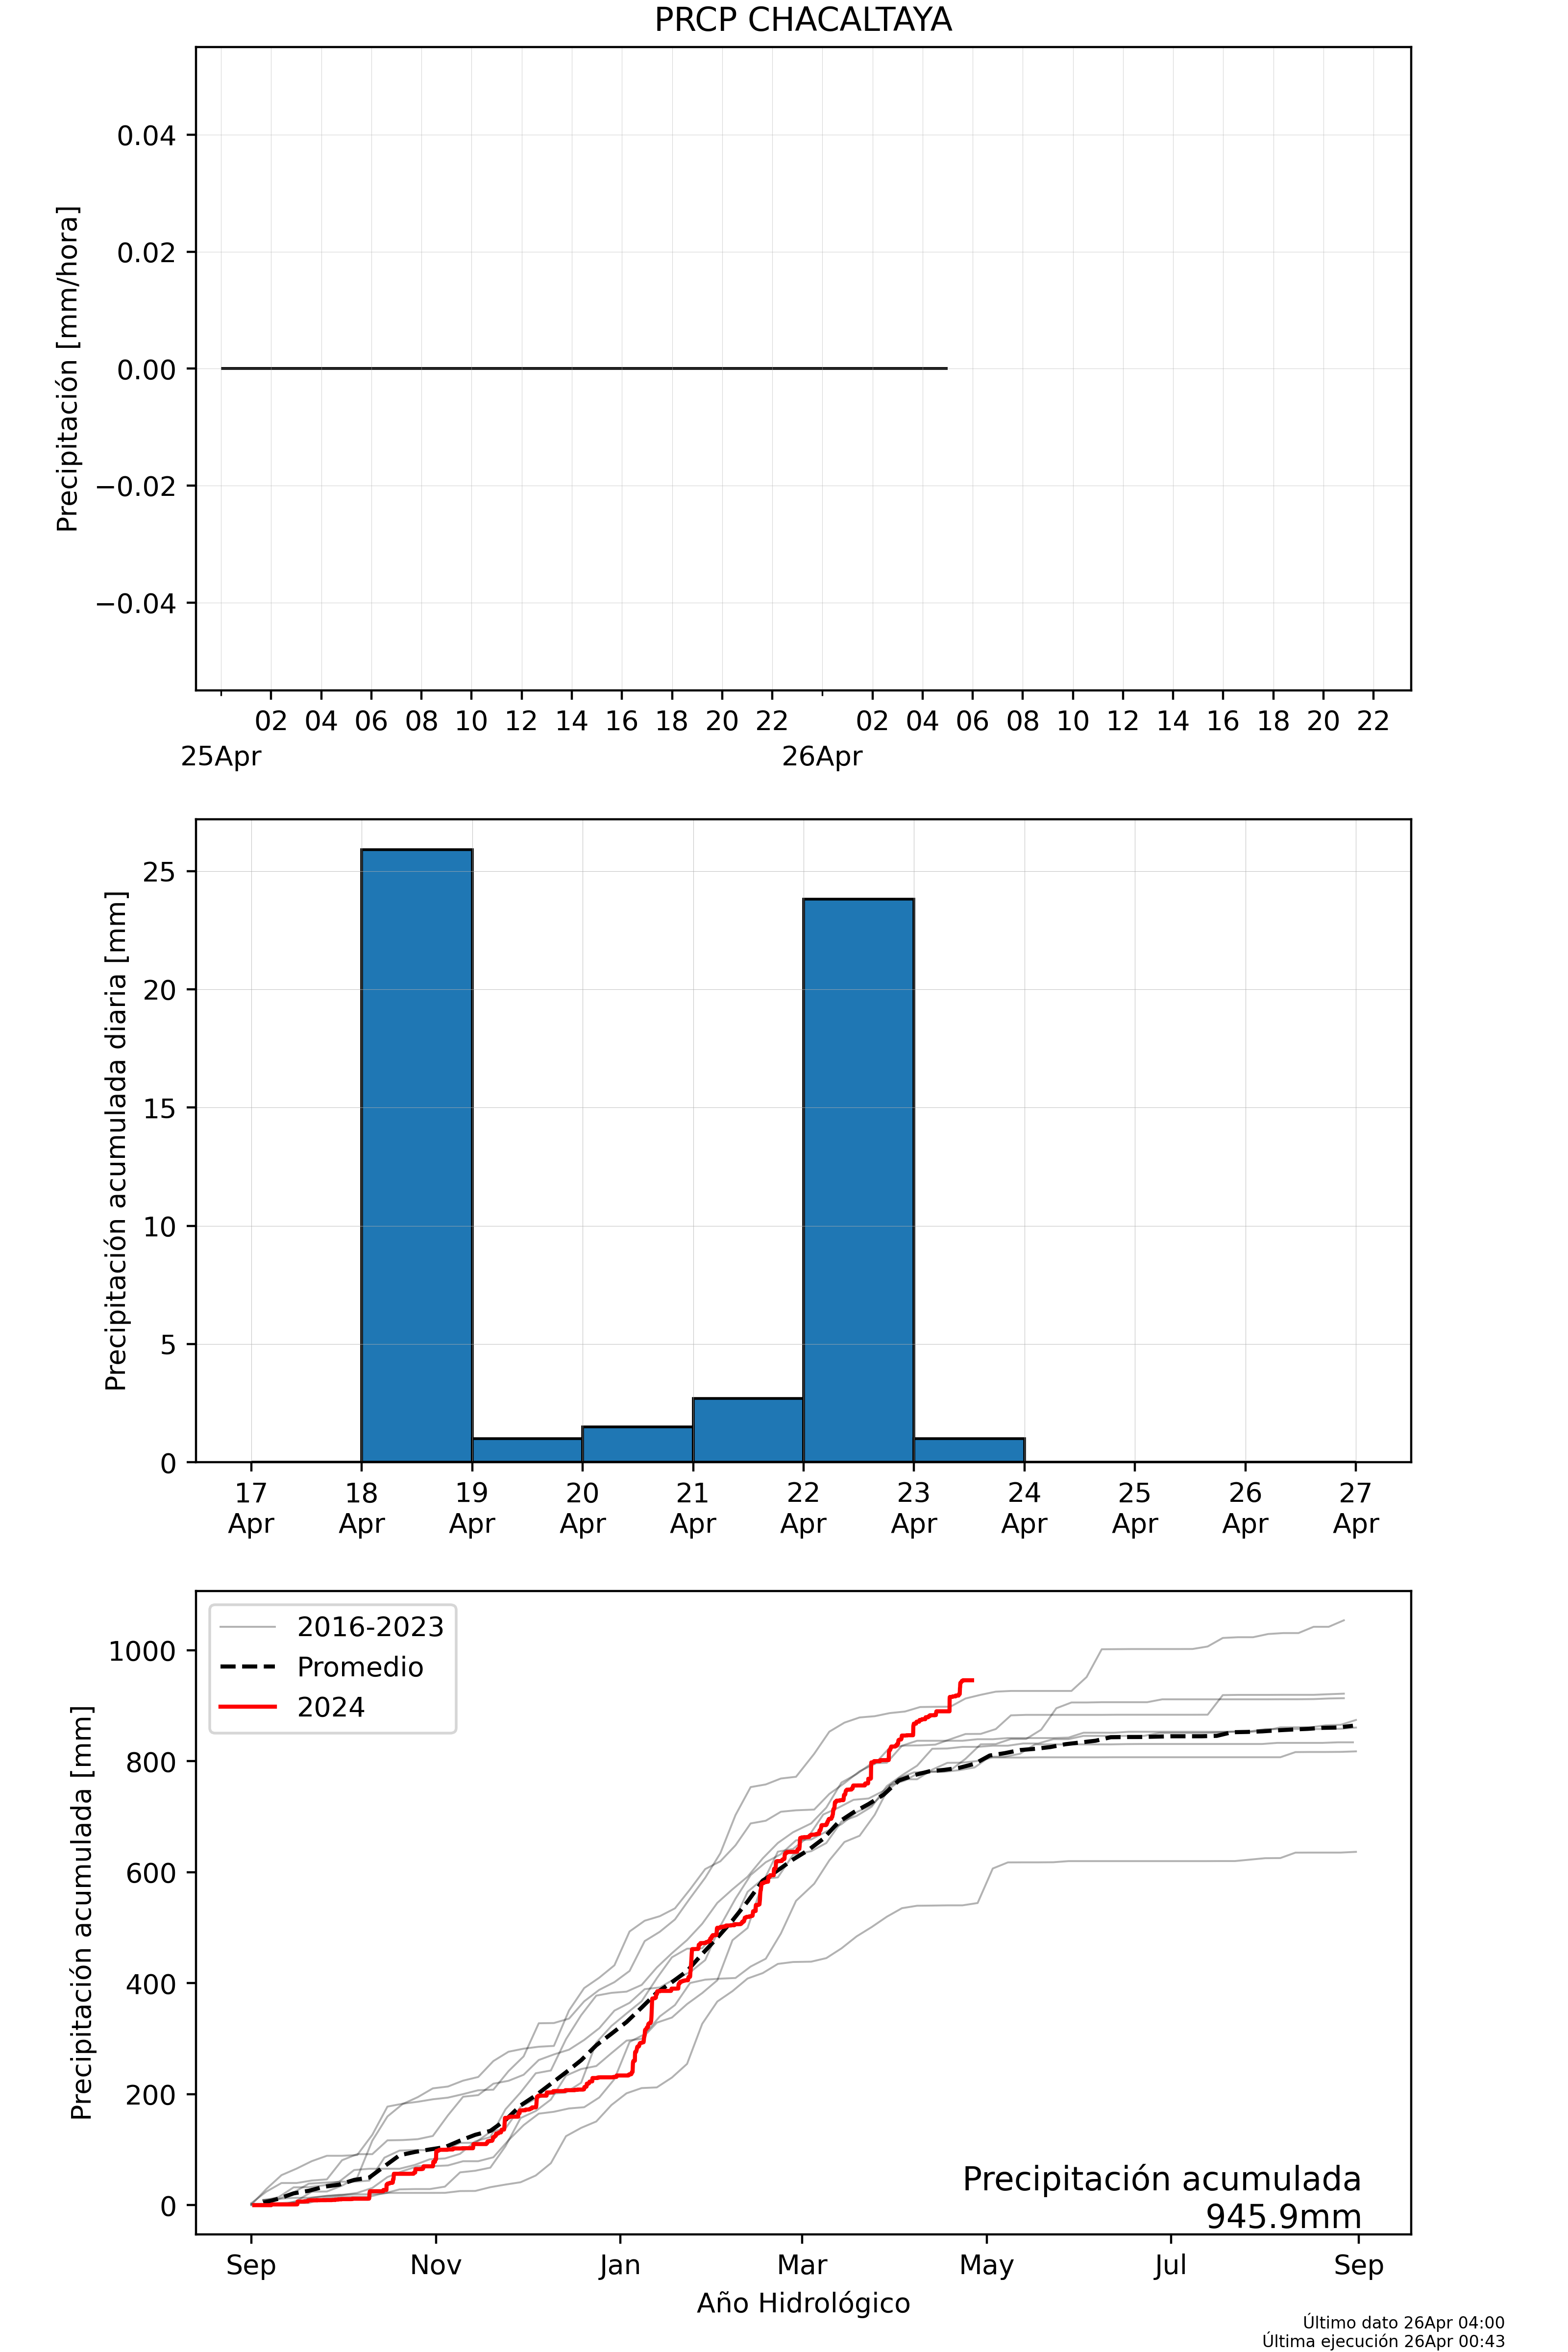 PRCP CHACALTAYA
Precipitación [mm/hora]
0.04
0.02
0.00
−0.02
−0.04
02 04 06 08 10 12 14 16 18 20 22 02 04 06 08 10 12 14 16 18 20 22
25Apr 26Apr
Precipitación acumulada diaria [mm]
25
20
15
10
5
0
17 18 19 20 21 22 23 24 25 26 27
Apr Apr Apr Apr Apr Apr Apr Apr Apr Apr Apr
Precipitación acumulada [mm]
1000
800
600
400
200
0
2016-2023
Promedio
2024
Precipitación acumulada
945.9mm
Sep Nov Jan Mar May Jul Sep
Año Hidrológico
Último dato 26Apr 04:00
Última ejecución 26Apr 00:43